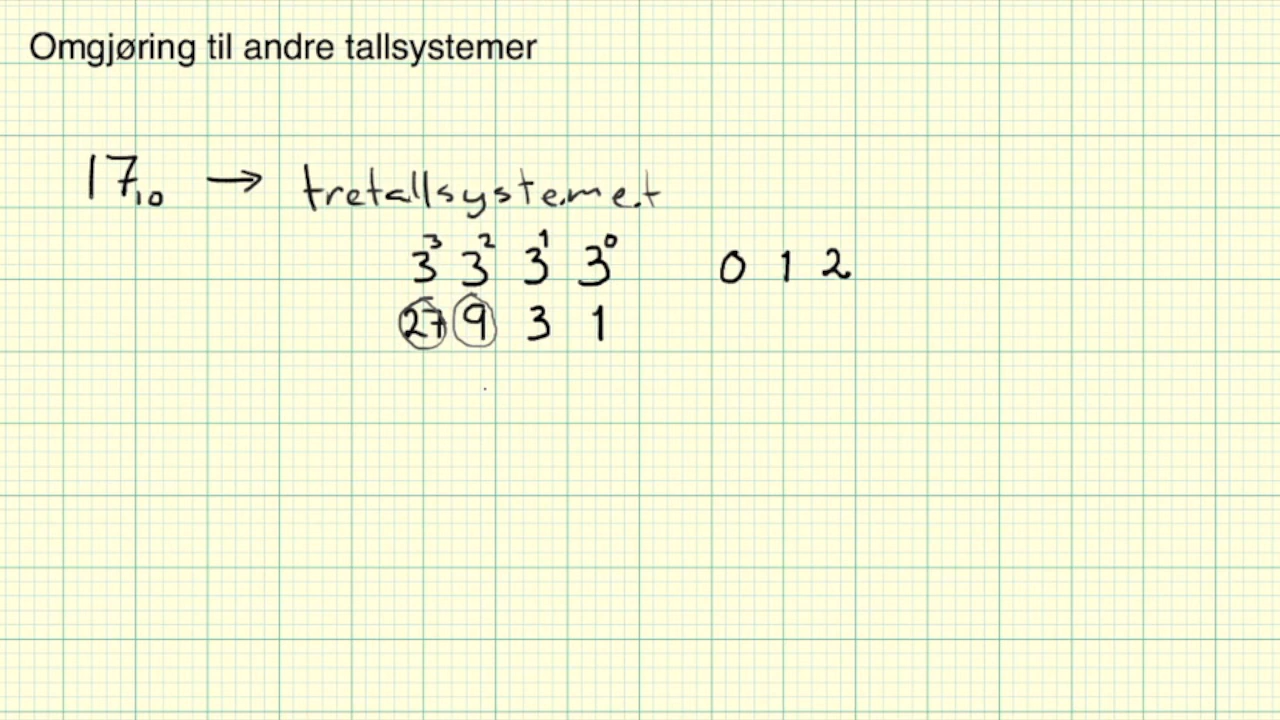 Omgjøring til andre tallsystemer
17₁₀ → tretallsystemet
3³ 3² 3¹ 3⁰ 0 1 2
27 9 3 1